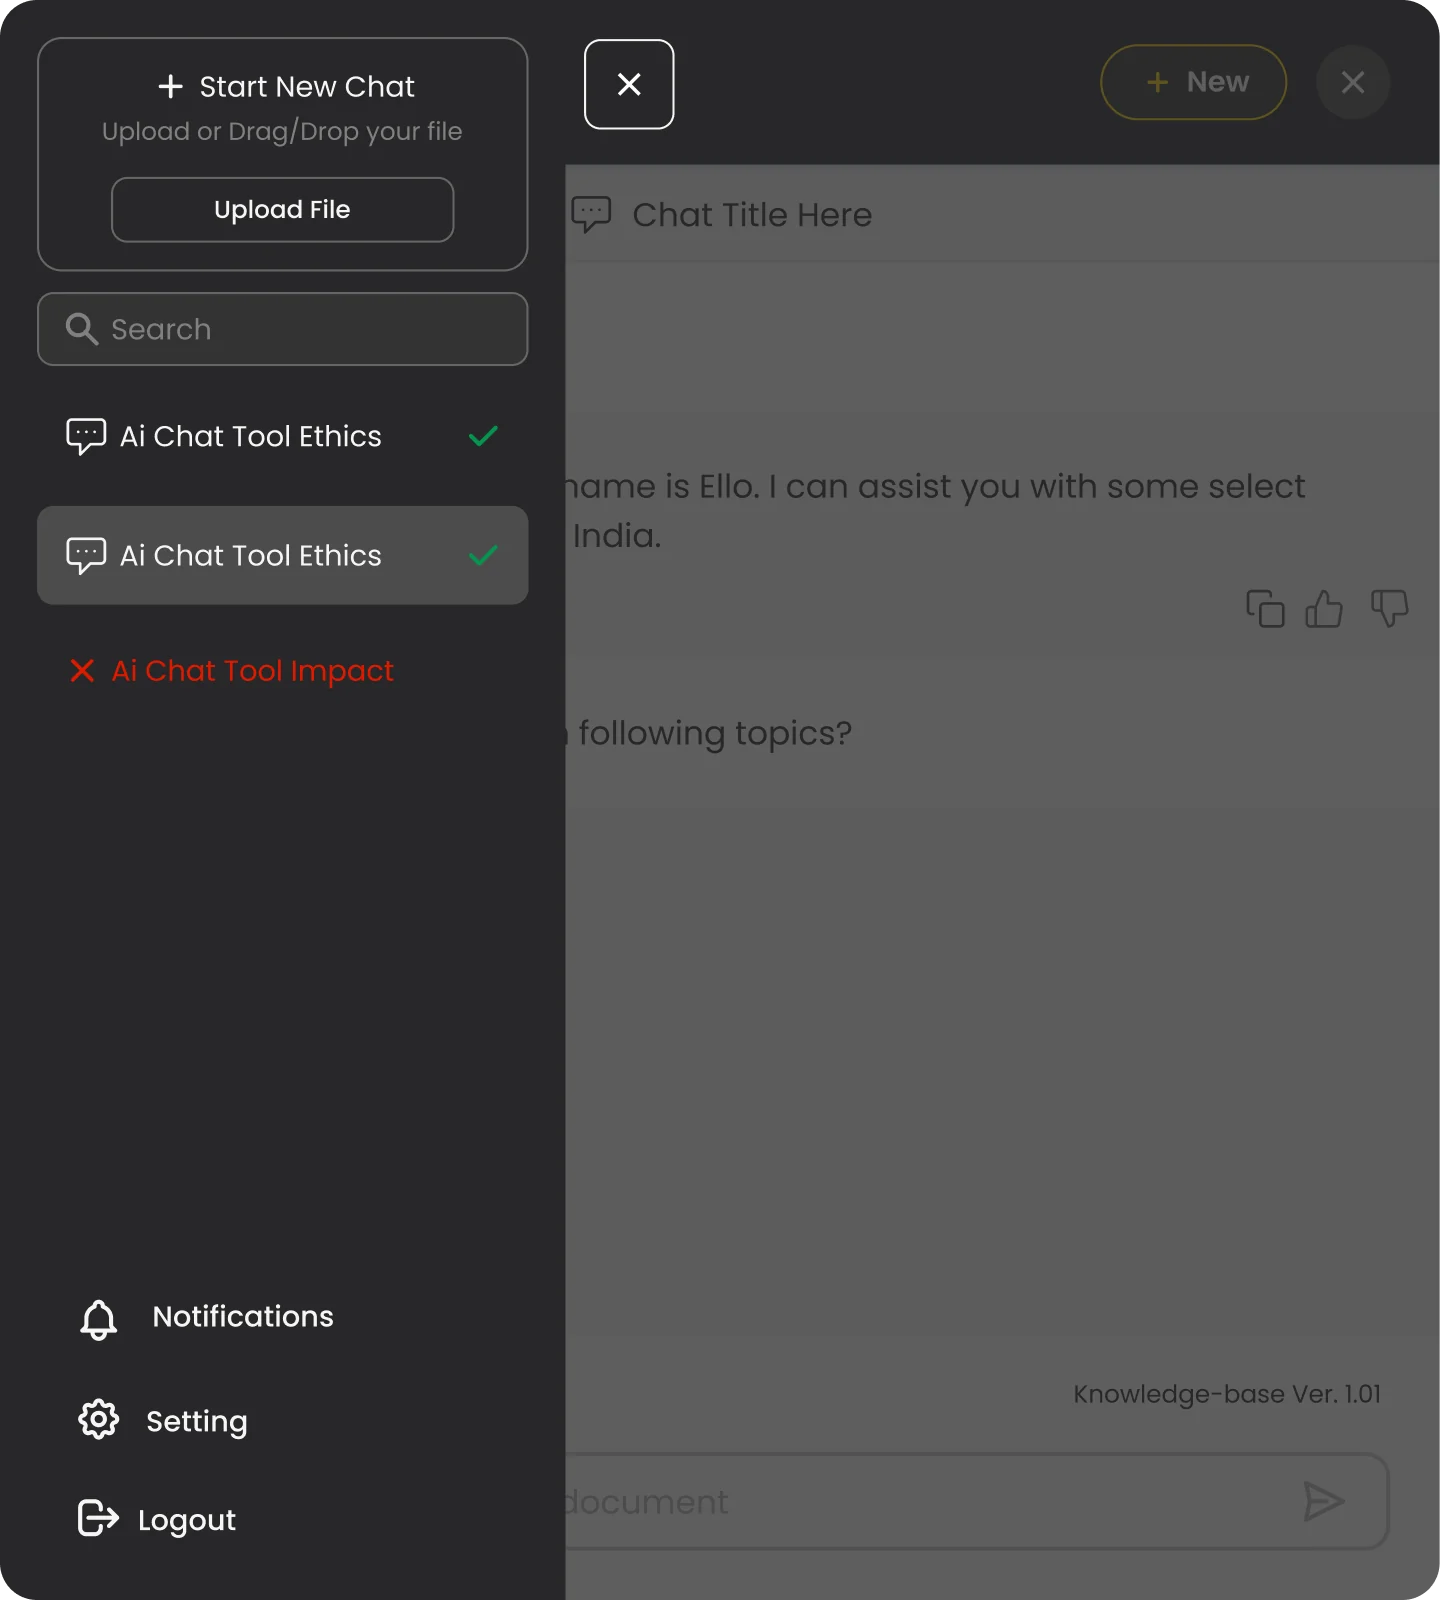 Start New Chat
Upload or Drag/Drop your file
Upload File
Search
Ai Chat Tool Ethics
Ai Chat Tool Ethics
Ai Chat Tool Impact
Notifications
Setting
Logout
New
Chat Title Here
name is Ello. I can assist you with some select
India.
following topics?
Knowledge-base Ver. 1.01
document